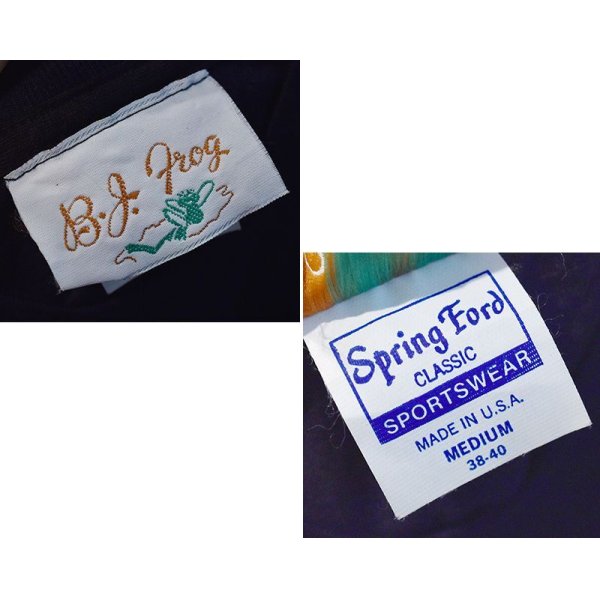 B.J. Frog
Spring Ford
CLASSIC
SPORTSWEAR
MADE IN U.S.A.
MEDIUM
38-40